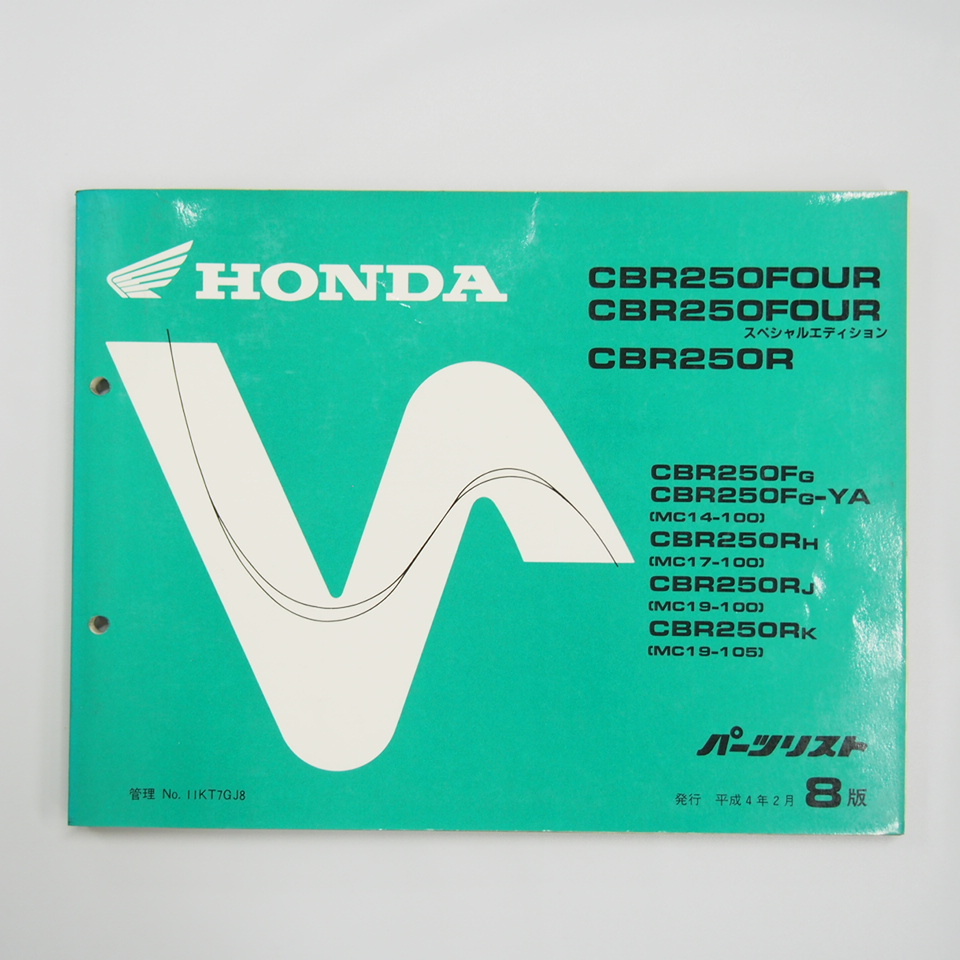 HONDA
CBR250FOUR
CBR250FOUR
スペシャルエディション
CBR250R
CBR250FG
CBR250FG-YA
(MC14-100)
CBR250RH
(MC17-100)
CBR250RJ
(MC19-100)
CBR250RK
(MC19-105)
パーツリスト
管理 No. 11KT7GJ8
発行 平成4年2月 8版